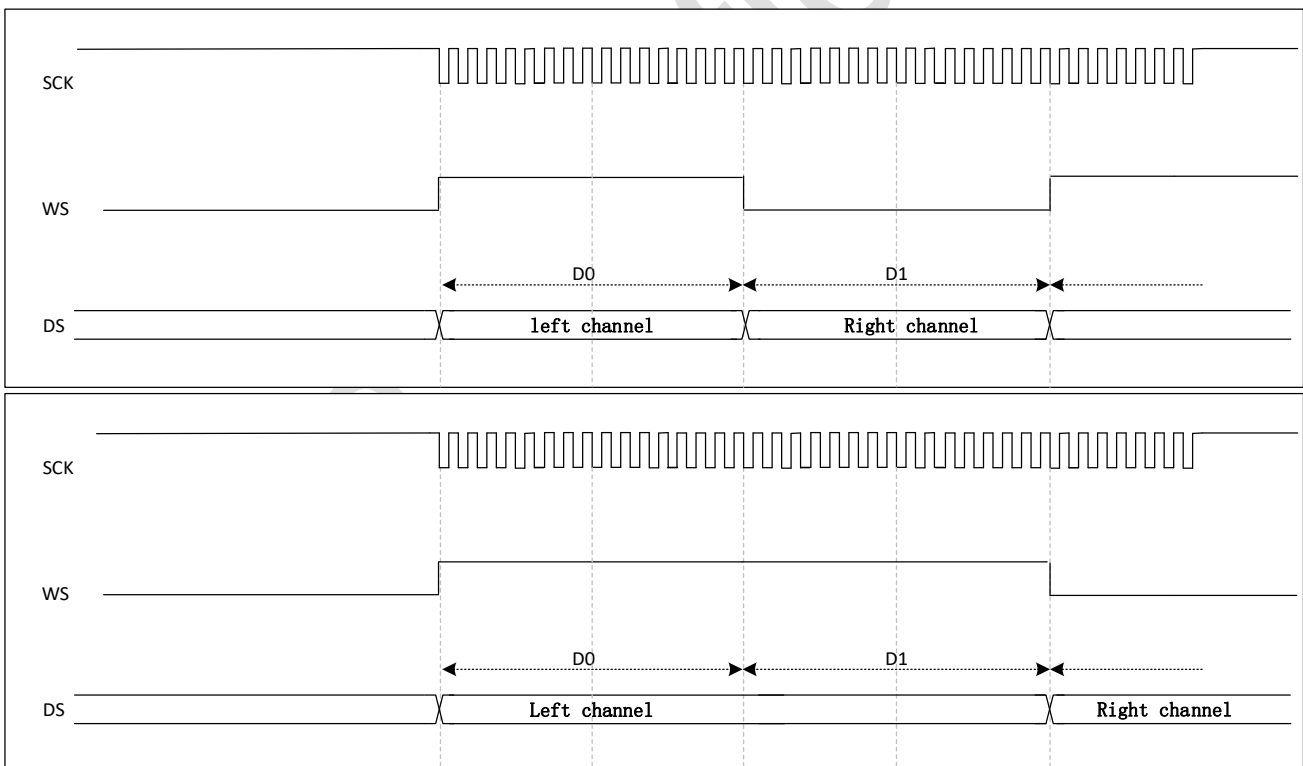 SCK
WS
D0 D1
DS left channel Right channel
SCK
WS
D0 D1
DS Left channel Right channel